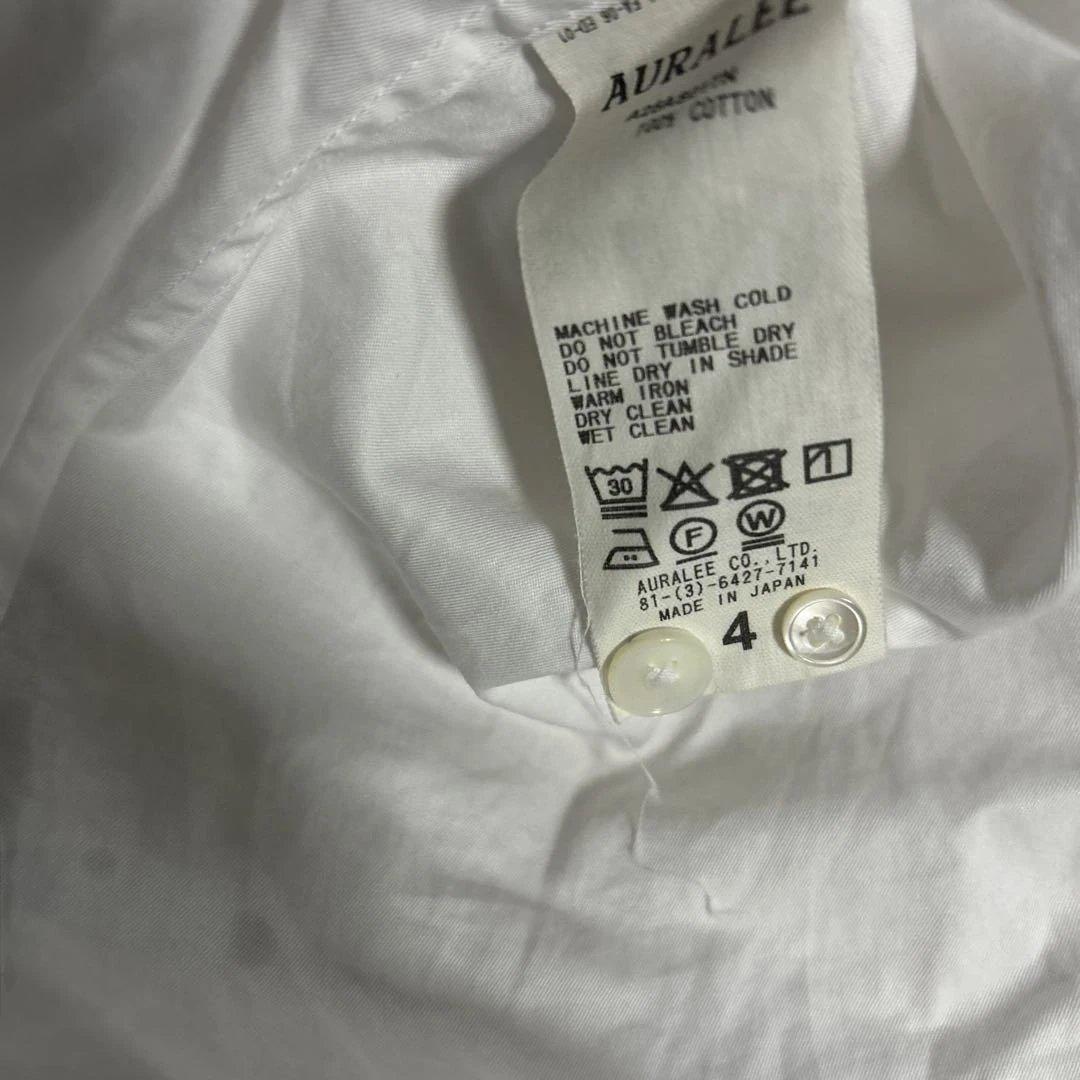 AURALEE
100% COTTON
MACHINE WASH COLD
DO NOT BLEACH
DO NOT TUMBLE DRY
LINE DRY IN SHADE
WARM IRON
DRY CLEAN
WET CLEAN
30
F W
AURALEE CO.,LTD.
81-(3)-6427-7141
MADE IN JAPAN
4